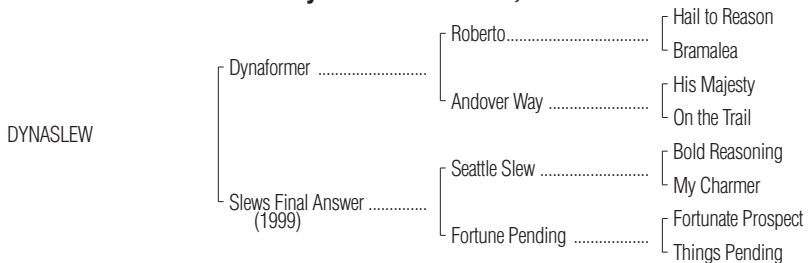 Hail to Reason
Roberto..................................
Bramalea
Dynaformer ..........................
His Majesty
Andover Way ........................
On the Trail
DYNASLEW
Bold Reasoning
Seattle Slew ..........................
My Charmer
Slews Final Answer ..............
(1999)
Fortunate Prospect
Fortune Pending ..................
Things Pending